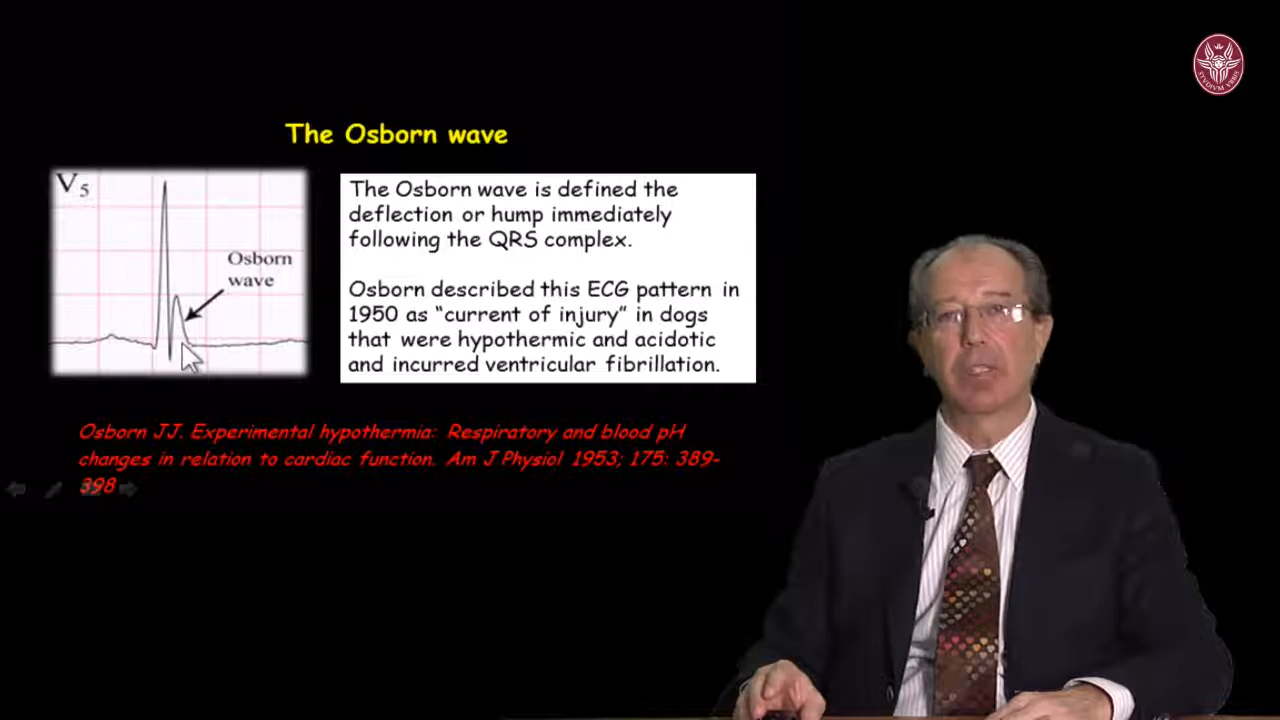 The Osborn wave
V5
Osborn
wave
The Osborn wave is defined the
deflection or hump immediately
following the QRS complex.
Osborn described this ECG pattern in
1950 as “current of injury” in dogs
that were hypothermic and acidotic
and incurred ventricular fibrillation.
Osborn JJ. Experimental hypothermia: Respiratory and blood pH
changes in relation to cardiac function. Am J Physiol 1953; 175: 389-
398
STVDIVM VRBIS